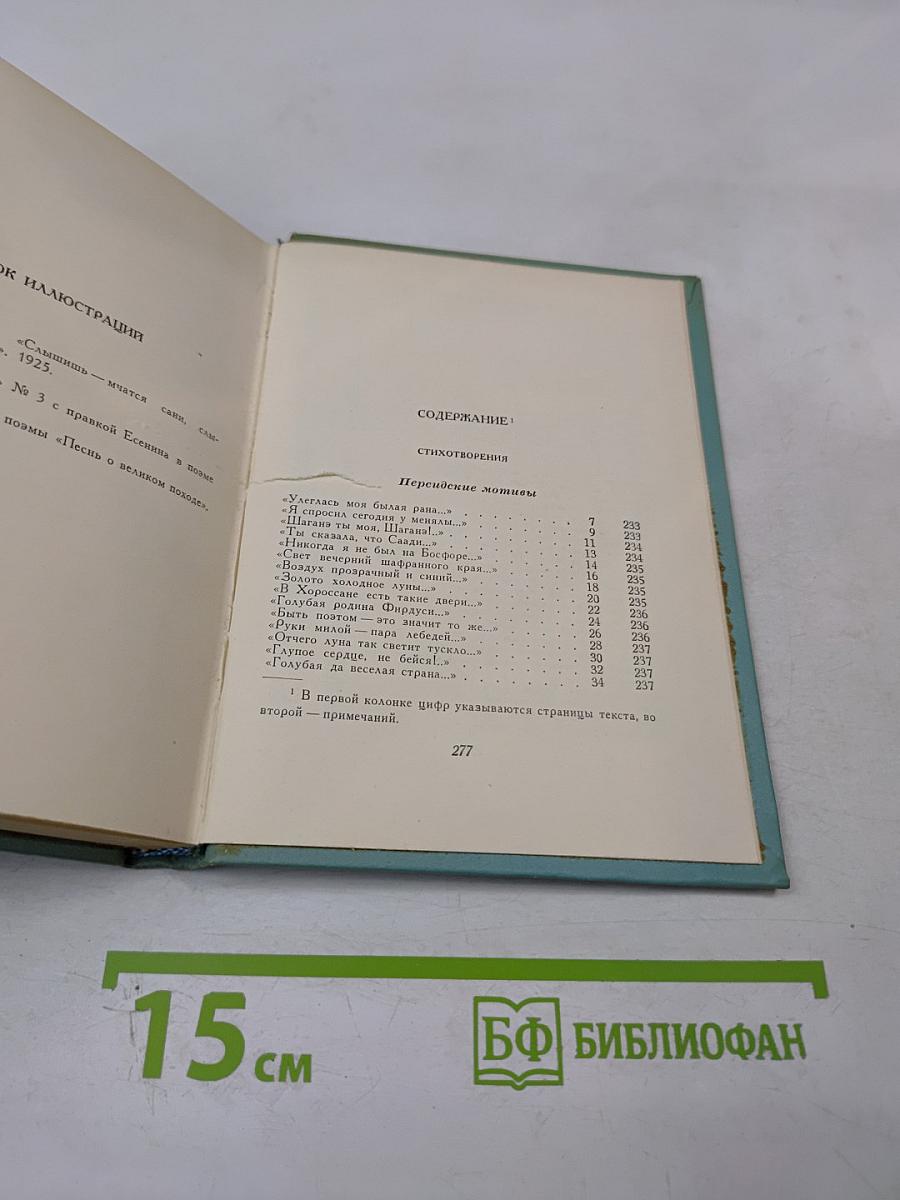 ОК ИЛЛЮСТРАЦИЙ
«Слышишь — мчатся сани, слы-
». 1925.
№ 3 с правкой Есенина в поэме
поэмы «Песнь о великом походе».
СОДЕРЖАНИЕ ¹
СТИХОТВОРЕНИЯ
Персидские мотивы
«Улеглась моя былая рана...» . . . . . . . . 7 233
«Я спросил сегодня у менялы...» . . . . . . . 9 233
«Шаганэ ты моя, Шаганэ!..» . . . . . . . . 11 234
«Ты сказала, что Саади...» . . . . . . . . 13 234
«Никогда я не был на Босфоре...» . . . . . . 14 235
«Свет вечерний шафранного края...» . . . . . 16 235
«Воздух прозрачный и синий...» . . . . . . . 18 235
«Золото холодное луны...» . . . . . . . . 20 235
«В Хороссане есть такие двери...» . . . . . . 22 236
«Голубая родина Фирдуси...» . . . . . . . . 24 236
«Быть поэтом — это значит то же...» . . . . . 26 236
«Руки милой — пара лебедей...» . . . . . . . 28 237
«Отчего луна так светит тускло...» . . . . . . 30 237
«Глупое сердце, не бейся!..» . . . . . . . . 32 237
«Голубая да веселая страна...» . . . . . . . . 34 237
¹ В первой колонке цифр указываются страницы текста, во
второй — примечаний.
277
15 см
БФ БИБЛИОФАН